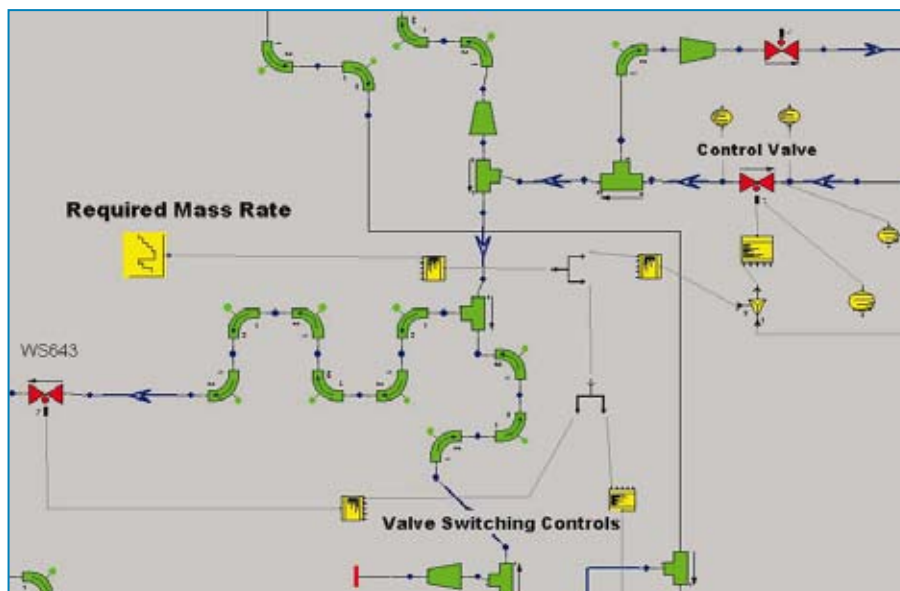 Control Valve
Required Mass Rate
WS643
Valve Switching Controls